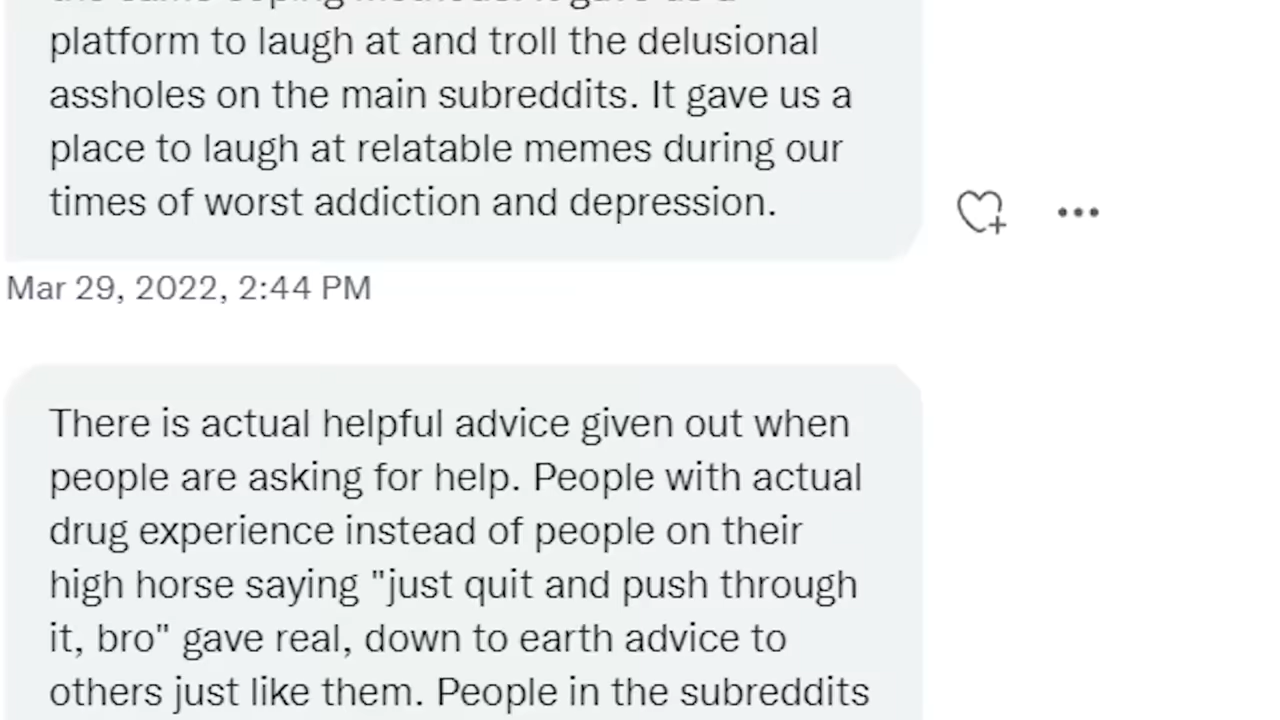 platform to laugh at and troll the delusional
assholes on the main subreddits. It gave us a
place to laugh at relatable memes during our
times of worst addiction and depression.
Mar 29, 2022, 2:44 PM
There is actual helpful advice given out when
people are asking for help. People with actual
drug experience instead of people on their
high horse saying "just quit and push through
it, bro" gave real, down to earth advice to
others just like them. People in the subreddits